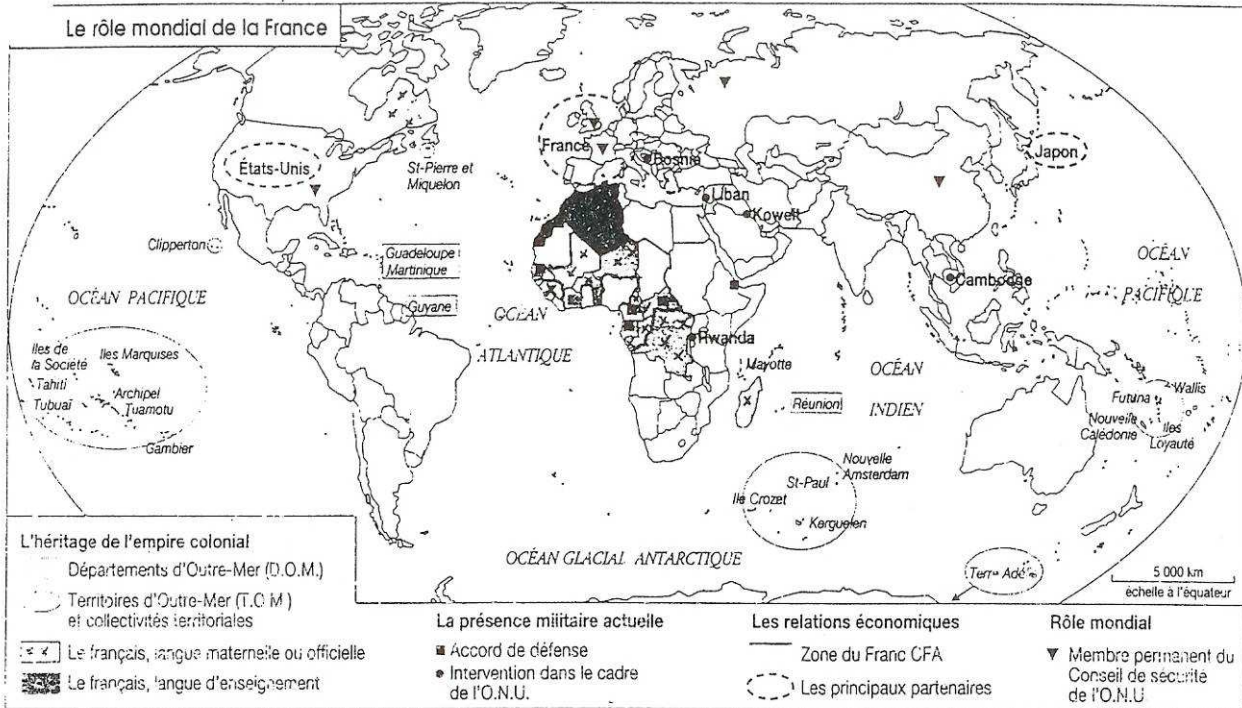 Le rôle mondial de la France
États-Unis
St-Pierre et
Miquelon
France
Bosnie
Liban
Koweït
Japon
Clipperton
Guadeloupe
Martinique
Guyane
OCÉAN PACIFIQUE
OCÉAN
ATLANTIQUE
Cambodge
OCÉAN
PACIFIQUE
Rwanda
Iles de
la Société
Iles Marquises
Tahiti
Archipel
Tuamotu
Tubuaï
Gambier
Mayotte
Réunion
OCÉAN
INDIEN
Futuna
Wallis
Nouvelle
Calédonie
Iles
Loyauté
Nouvelle
Amsterdam
St-Paul
Ile Crozet
Kerguelen
OCÉAN GLACIAL ANTARCTIQUE
Terre Adélie
5 000 km
échelle à l'équateur
L'héritage de l'empire colonial
Départements d'Outre-Mer (D.O.M.)
Territoires d'Outre-Mer (T.O.M.)
et collectivités territoriales
Le français, langue maternelle ou officielle
Le français, langue d'enseignement
La présence militaire actuelle
Accord de défense
Intervention dans le cadre
de l'O.N.U.
Les relations économiques
Zone du Franc CFA
Les principaux partenaires
Rôle mondial
Membre permanent du
Conseil de sécurité
de l'O.N.U.